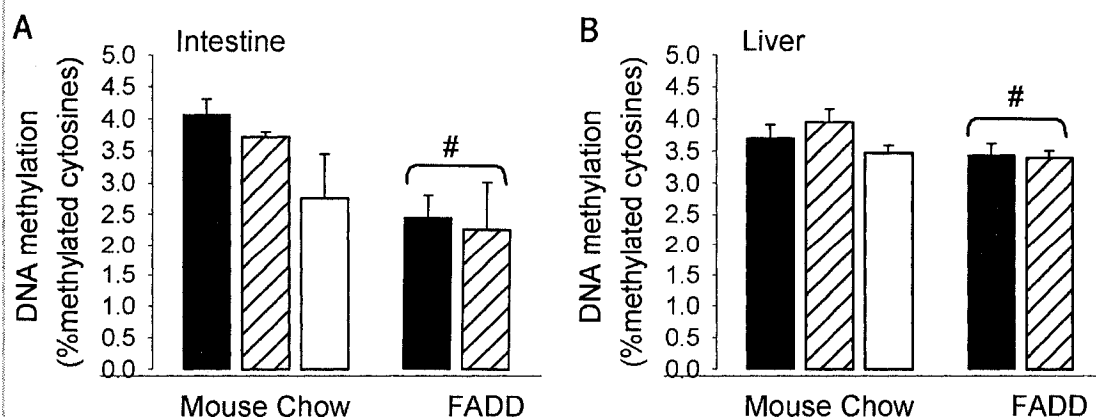 A
Intestine
DNA methylation
(%methylated cytosines)
5.0
4.5
4.0
3.5
3.0
2.5
2.0
1.5
1.0
0.5
0.0
#
Mouse Chow
FADD
B
Liver
DNA methylation
(%methylated cytosines)
5.0
4.5
4.0
3.5
3.0
2.5
2.0
1.5
1.0
0.5
0.0
#
Mouse Chow
FADD